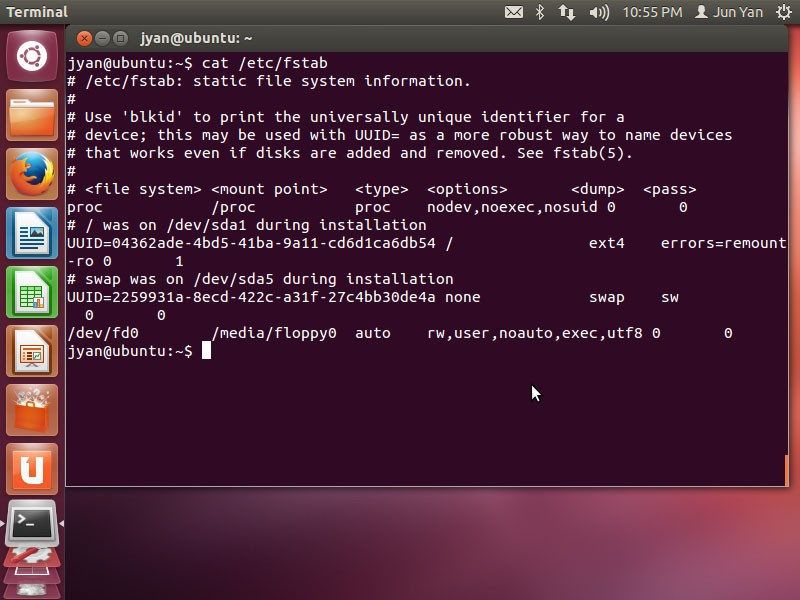 Terminal
10:55 PM Jun Yan
jyan@ubuntu: ~
jyan@ubuntu:~$ cat /etc/fstab
# /etc/fstab: static file system information.
#
# Use 'blkid' to print the universally unique identifier for a
# device; this may be used with UUID= as a more robust way to name devices
# that works even if disks are added and removed. See fstab(5).
#
# <file system> <mount point>   <type>  <options>       <dump>  <pass>
proc            /proc           proc    nodev,noexec,nosuid 0       0
# / was on /dev/sda1 during installation
UUID=04362ade-4bd5-41ba-9a11-cd6d1ca6db54 /               ext4    errors=remount
-ro 0       1
# swap was on /dev/sda5 during installation
UUID=2259931a-8ecd-422c-a31f-27c4bb30de4a none            swap    sw
  0       0
/dev/fd0        /media/floppy0  auto    rw,user,noauto,exec,utf8 0       0
jyan@ubuntu:~$